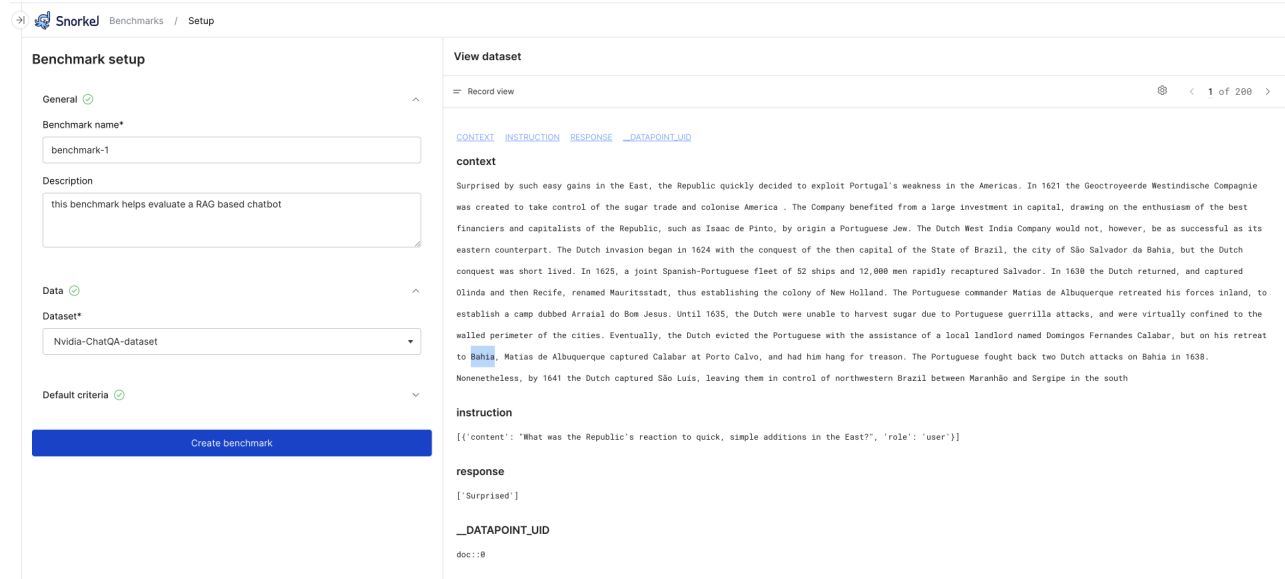 Snorkel Benchmarks / Setup
Benchmark setup
General
Benchmark name*
benchmark-1
Description
this benchmark helps evaluate a RAG based chatbot
Data
Dataset*
Nvidia-ChatQA-dataset
Default criteria
Create benchmark
View dataset
Record view
1 of 200
CONTEXT INSTRUCTION RESPONSE __DATAPOINT_UID
context
Surprised by such easy gains in the East, the Republic quickly decided to exploit Portugal's weakness in the Americas. In 1621 the Geoctroyeerde Westindische Compagnie
was created to take control of the sugar trade and colonise America . The Company benefited from a large investment in capital, drawing on the enthusiasm of the best
financiers and capitalists of the Republic, such as Isaac de Pinto, by origin a Portuguese Jew. The Dutch West India Company would not, however, be as successful as its
eastern counterpart. The Dutch invasion began in 1624 with the conquest of the then capital of the State of Brazil, the city of São Salvador da Bahia, but the Dutch
conquest was short lived. In 1625, a joint Spanish-Portuguese fleet of 52 ships and 12,000 men rapidly recaptured Salvador. In 1630 the Dutch returned, and captured
Olinda and then Recife, renamed Mauritsstadt, thus establishing the colony of New Holland. The Portuguese commander Matias de Albuquerque retreated his forces inland, to
establish a camp dubbed Arraial do Bom Jesus. Until 1635, the Dutch were unable to harvest sugar due to Portuguese guerrilla attacks, and were virtually confined to the
walled perimeter of the cities. Eventually, the Dutch evicted the Portuguese with the assistance of a local landlord named Domingos Fernandes Calabar, but on his retreat
to Bahia, Matias de Albuquerque captured Calabar at Porto Calvo, and had him hang for treason. The Portuguese fought back two Dutch attacks on Bahia in 1638.
Nonenetheless, by 1641 the Dutch captured São Luís, leaving them in control of northwestern Brazil between Maranhão and Sergipe in the south
instruction
[{'content': "What was the Republic's reaction to quick, simple additions in the East?", 'role': 'user'}]
response
['Surprised']
__DATAPOINT_UID
doc::0